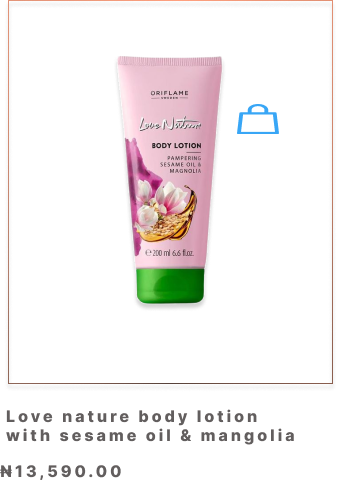 ORIFLAME
SWEDEN
Love Nature
BODY LOTION
PAMPERING
SESAME OIL &
MAGNOLIA
℮ 200 ml 6.6 fl.oz.
Love nature body lotion
with sesame oil & mangolia
₦13,590.00